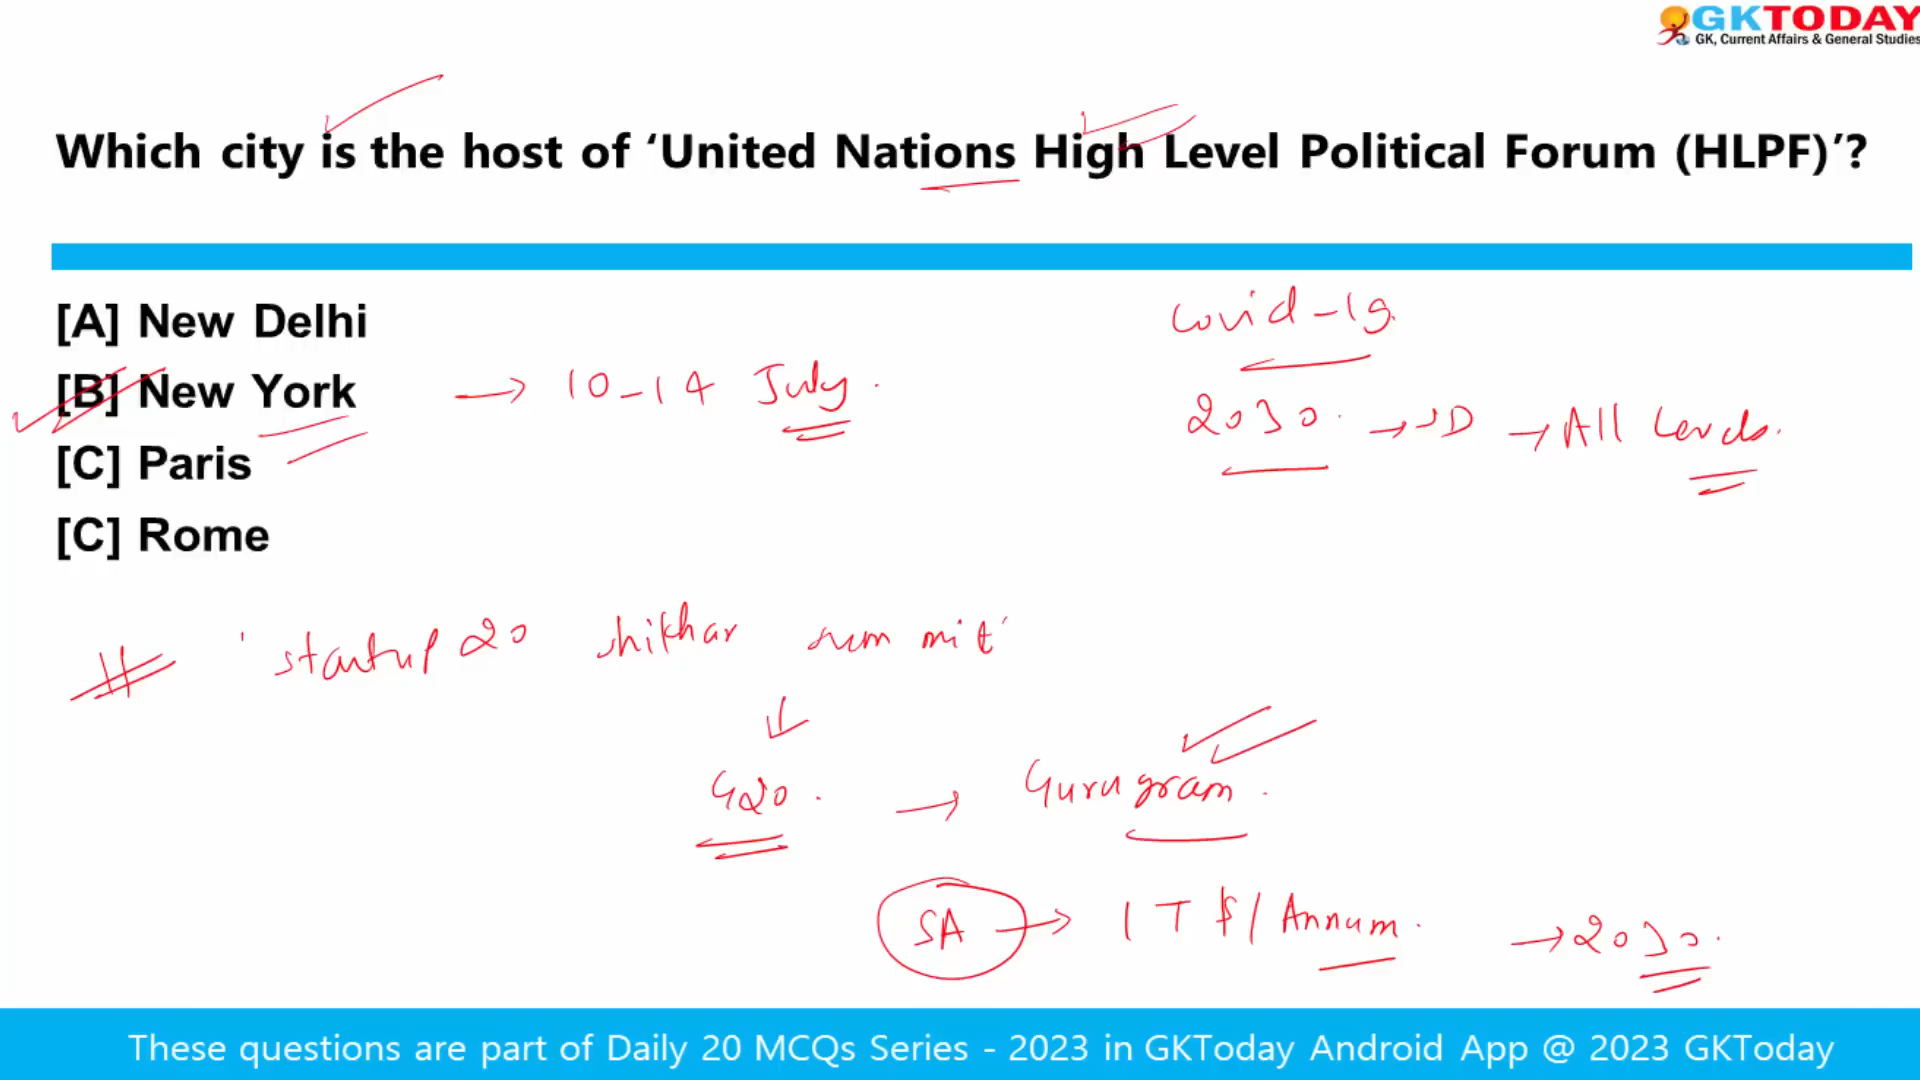 GKTODAY
GK, Current Affairs & General Studies
Which city is the host of ‘United Nations High Level Political Forum (HLPF)’?
[A] New Delhi
[B] New York → 10-14 July.
[C] Paris
[C] Rome
Covid-19.
2030. → SD → All Levels.
# 'Startup 20 shikhar summit'
G20. → Gurugram.
SA → 1 T $/Annum. → 2030.
These questions are part of Daily 20 MCQs Series - 2023 in GKToday Android App @ 2023 GKToday